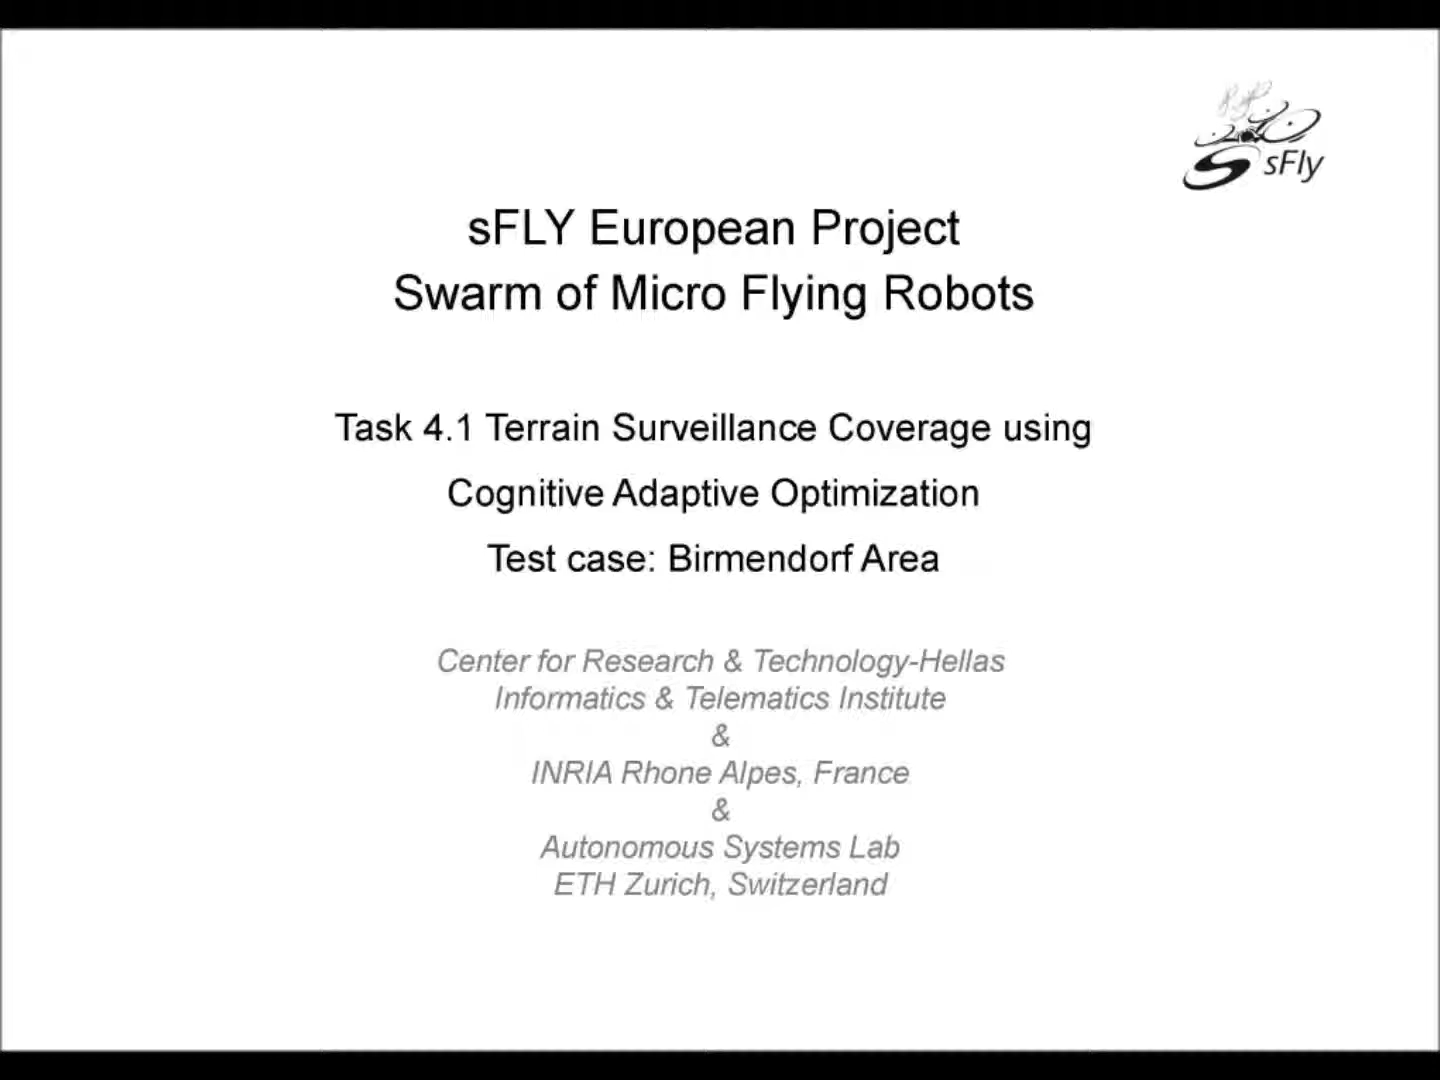 sFly
sFLY European Project
Swarm of Micro Flying Robots
Task 4.1 Terrain Surveillance Coverage using
Cognitive Adaptive Optimization
Test case: Birmendorf Area
Center for Research & Technology-Hellas
Informatics & Telematics Institute
&
INRIA Rhone Alpes, France
&
Autonomous Systems Lab
ETH Zurich, Switzerland